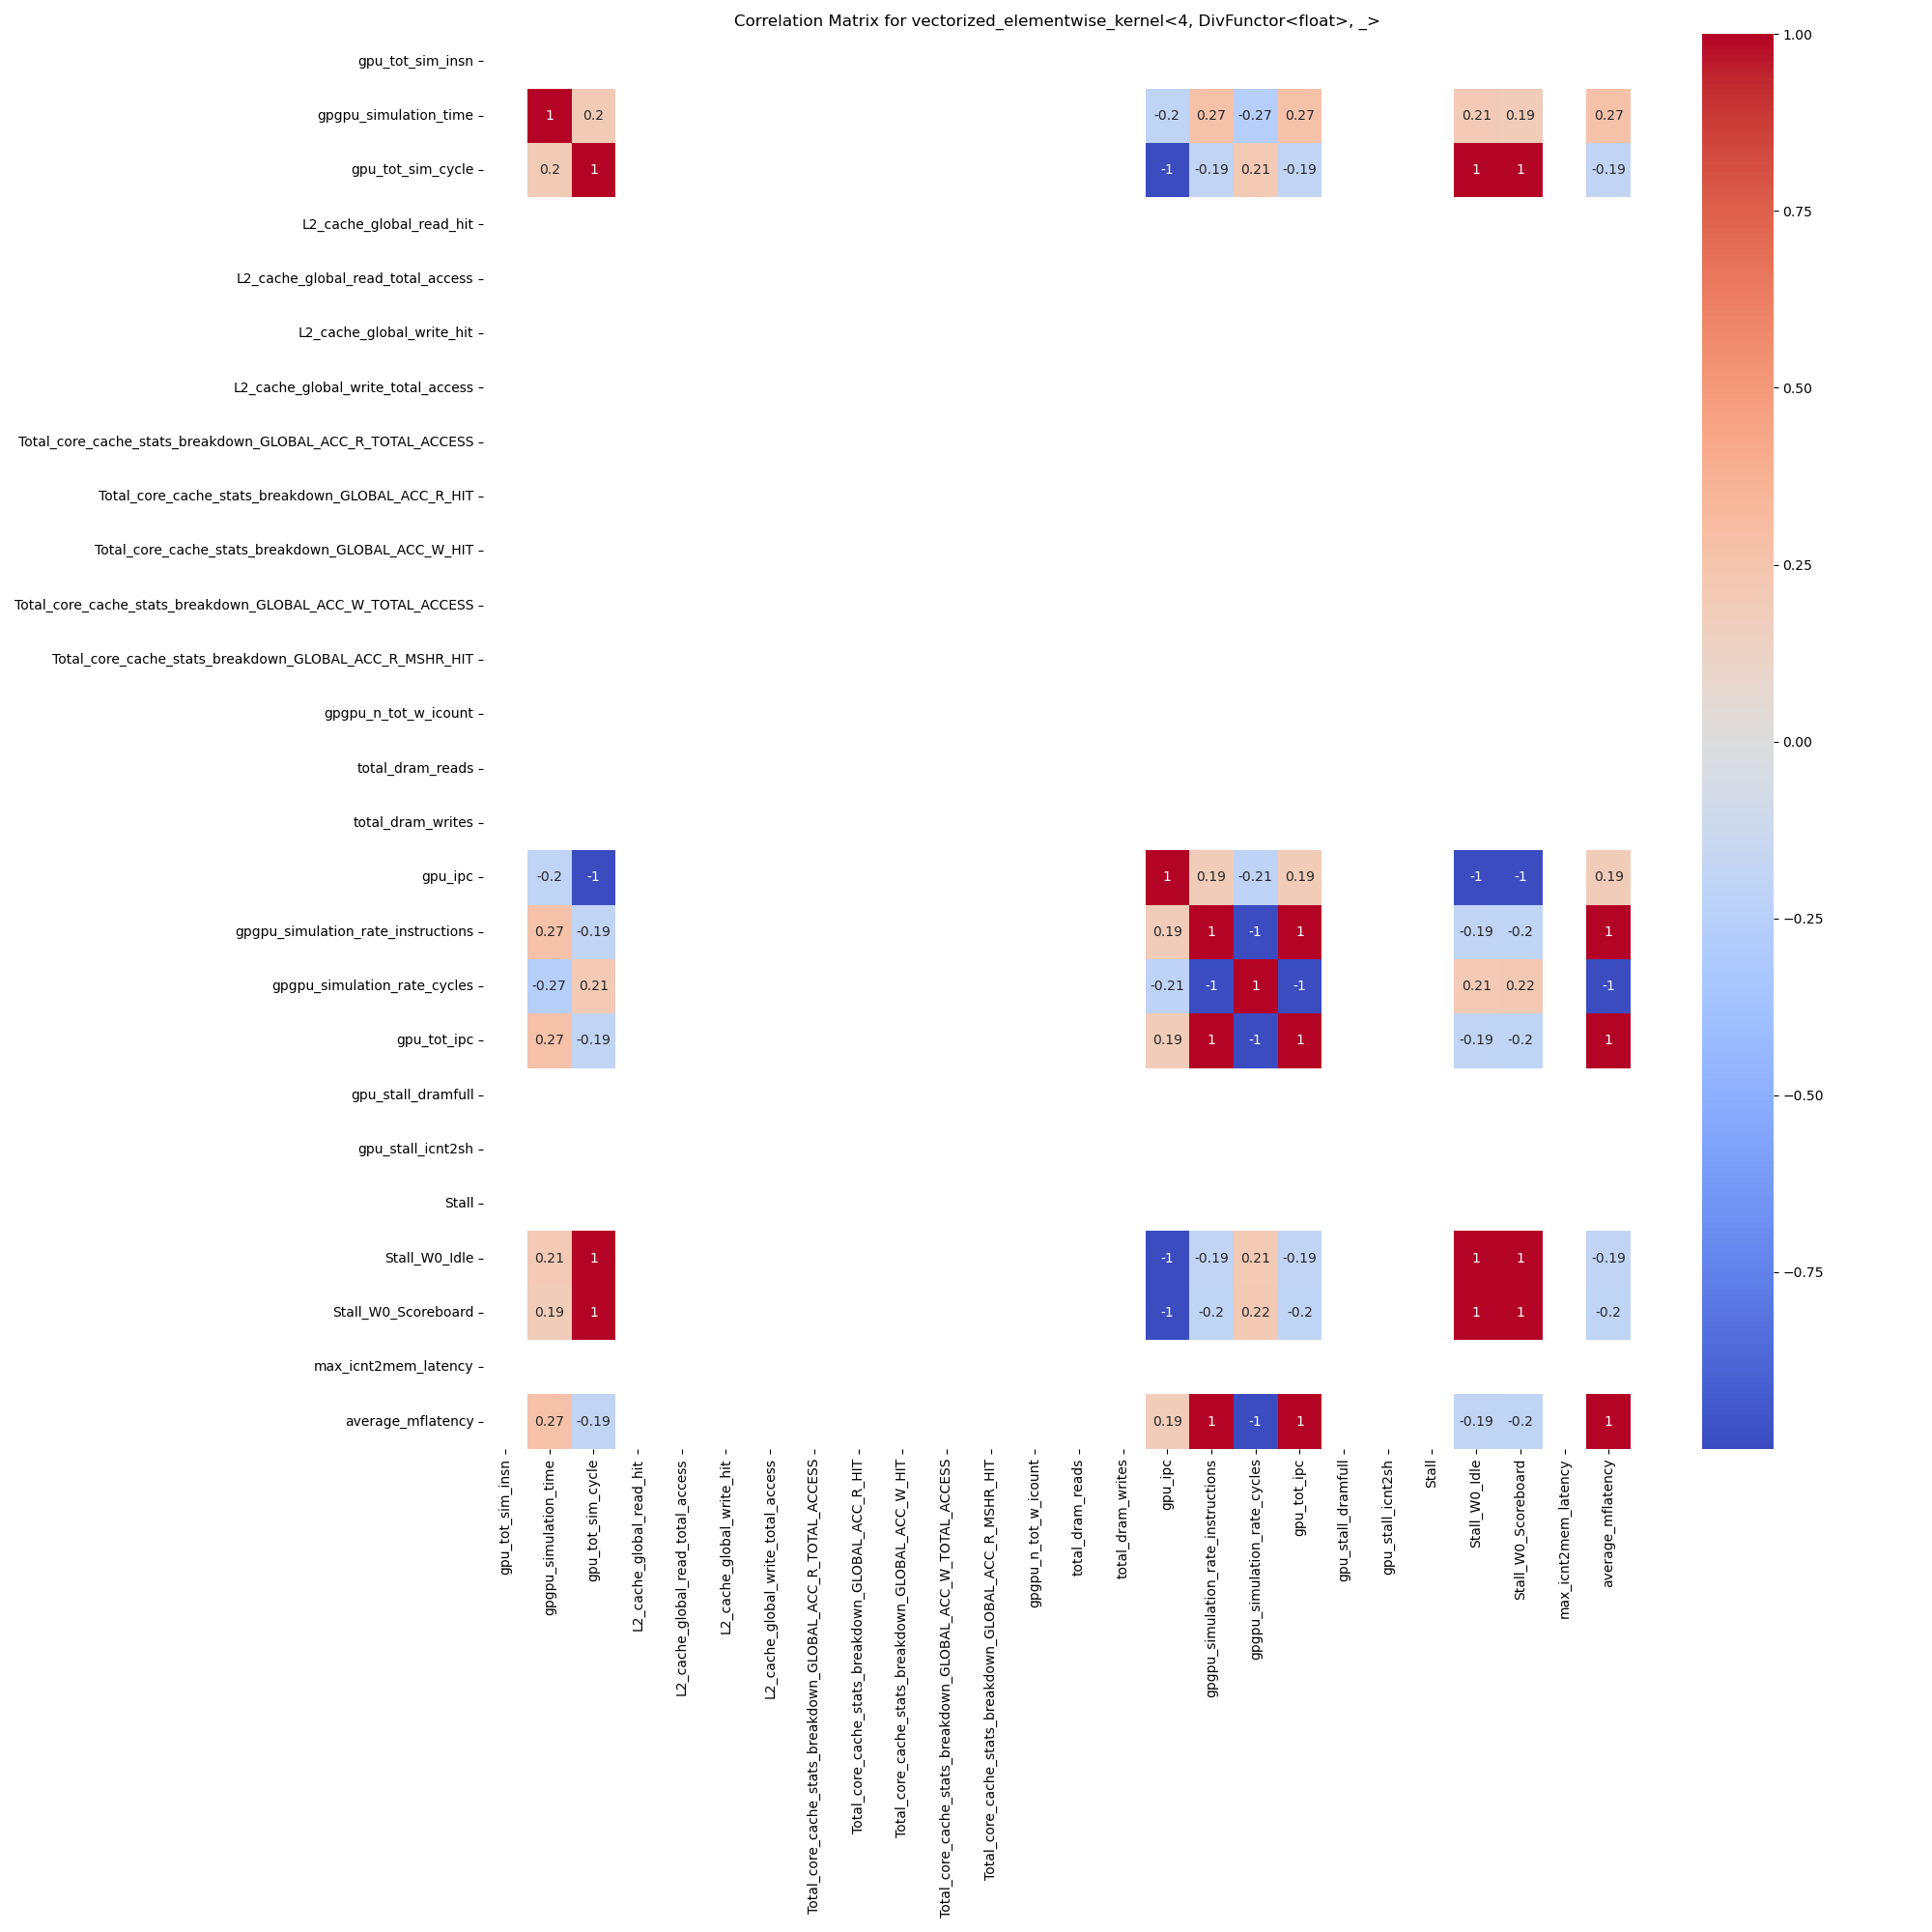 Correlation Matrix for vectorized_elementwise_kernel<4, DivFunctor<float>, _>
gpu_tot_sim_insn
gpgpu_simulation_time 1 0.2 -0.2 0.27 -0.27 0.27 0.21 0.19 0.27
gpu_tot_sim_cycle 0.2 1 -1 -0.19 0.21 -0.19 1 1 -0.19
L2_cache_global_read_hit
L2_cache_global_read_total_access
L2_cache_global_write_hit
L2_cache_global_write_total_access
Total_core_cache_stats_breakdown_GLOBAL_ACC_R_TOTAL_ACCESS
Total_core_cache_stats_breakdown_GLOBAL_ACC_R_HIT
Total_core_cache_stats_breakdown_GLOBAL_ACC_W_HIT
Total_core_cache_stats_breakdown_GLOBAL_ACC_W_TOTAL_ACCESS
Total_core_cache_stats_breakdown_GLOBAL_ACC_R_MSHR_HIT
gpgpu_n_tot_w_icount
total_dram_reads
total_dram_writes
gpu_ipc -0.2 -1 1 0.19 -0.21 0.19 -1 -1 0.19
gpgpu_simulation_rate_instructions 0.27 -0.19 0.19 1 -1 1 -0.19 -0.2 1
gpgpu_simulation_rate_cycles -0.27 0.21 -0.21 -1 1 -1 0.21 0.22 -1
gpu_tot_ipc 0.27 -0.19 0.19 1 -1 1 -0.19 -0.2 1
gpu_stall_dramfull
gpu_stall_icnt2sh
Stall
Stall_W0_Idle 0.21 1 -1 -0.19 0.21 -0.19 1 1 -0.19
Stall_W0_Scoreboard 0.19 1 -1 -0.2 0.22 -0.2 1 1 -0.2
max_icnt2mem_latency
average_mflatency 0.27 -0.19 0.19 1 -1 1 -0.19 -0.2 1
gpu_tot_sim_insn
gpgpu_simulation_time
gpu_tot_sim_cycle
L2_cache_global_read_hit
L2_cache_global_read_total_access
L2_cache_global_write_hit
L2_cache_global_write_total_access
Total_core_cache_stats_breakdown_GLOBAL_ACC_R_TOTAL_ACCESS
Total_core_cache_stats_breakdown_GLOBAL_ACC_R_HIT
Total_core_cache_stats_breakdown_GLOBAL_ACC_W_HIT
Total_core_cache_stats_breakdown_GLOBAL_ACC_W_TOTAL_ACCESS
Total_core_cache_stats_breakdown_GLOBAL_ACC_R_MSHR_HIT
gpgpu_n_tot_w_icount
total_dram_reads
total_dram_writes
gpu_ipc
gpgpu_simulation_rate_instructions
gpgpu_simulation_rate_cycles
gpu_tot_ipc
gpu_stall_dramfull
gpu_stall_icnt2sh
Stall
Stall_W0_Idle
Stall_W0_Scoreboard
max_icnt2mem_latency
average_mflatency
1.00
0.75
0.50
0.25
0.00
−0.25
−0.50
−0.75